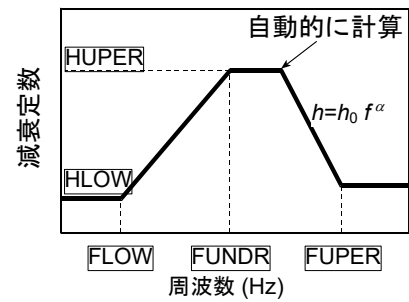 自動的に計算
HUPER
h=h₀ f^α
減衰定数
HLOW
FLOW FUNDR FUPER
周波数 (Hz)